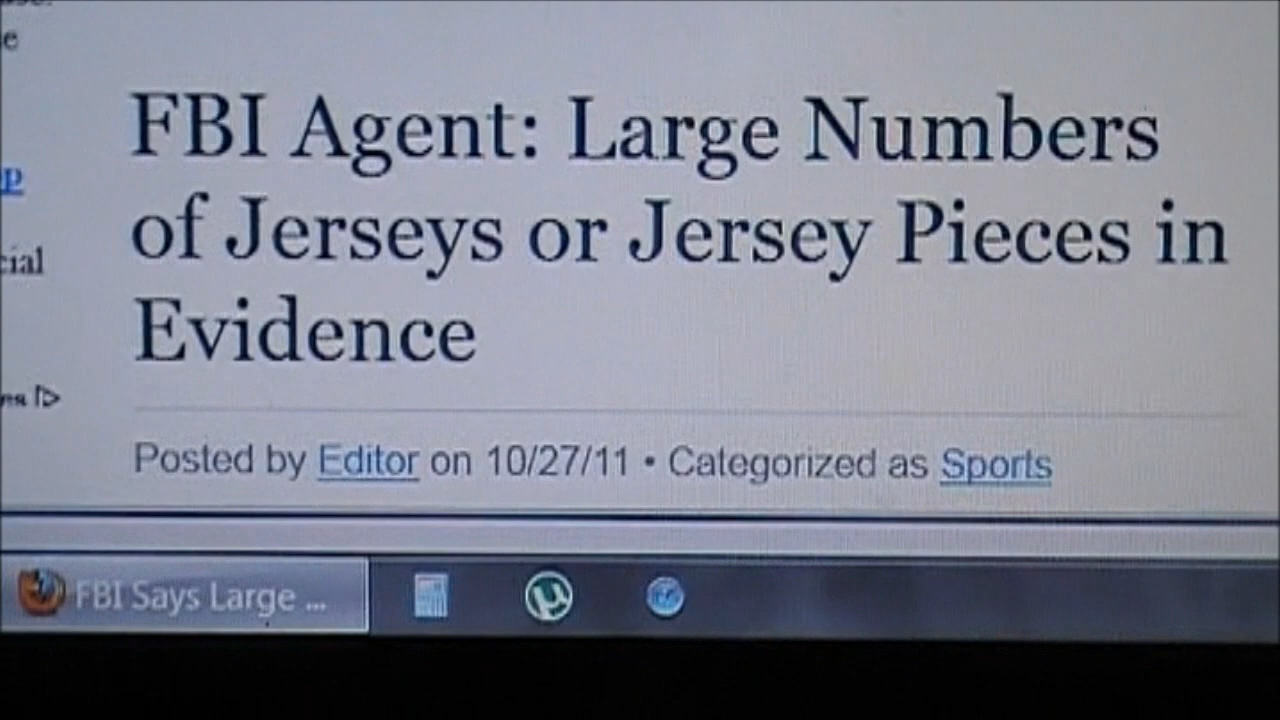 e
p
cial
FBI Agent: Large Numbers
of Jerseys or Jersey Pieces in
Evidence
Posted by Editor on 10/27/11 • Categorized as Sports
FBI Says Large ...